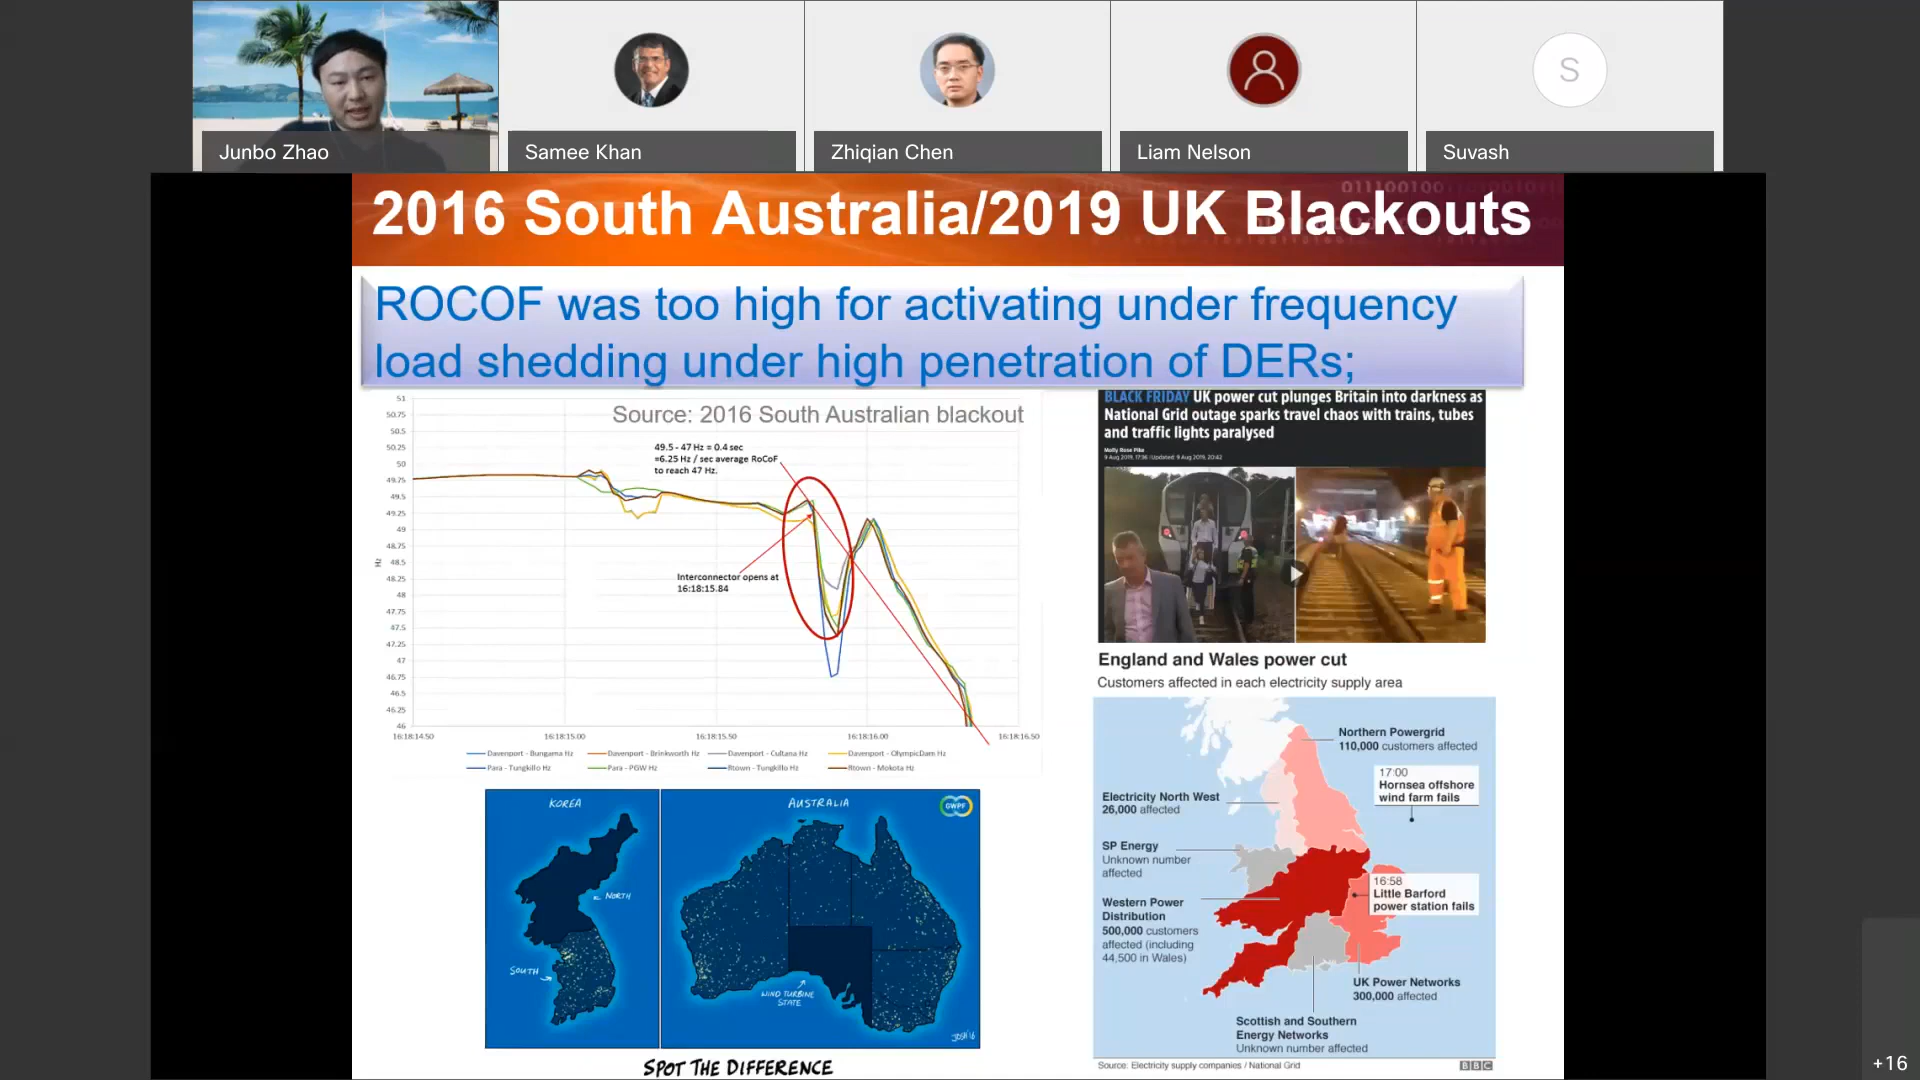 Junbo Zhao
Samee Khan
Zhiqian Chen
Liam Nelson
S
Suvash
2016 South Australia/2019 UK Blackouts
ROCOF was too high for activating under frequency
load shedding under high penetration of DERs;
Source: 2016 South Australian blackout
51
50.75
50.5
50.25
50
49.75
49.5
49.25
49
48.75
48.5
48.25
48
47.75
47.5
47.25
47
46.75
46.5
46.25
46
Hz
49.5 - 47 Hz = 0.4 sec
=6.25 Hz / sec average RoCoF
to reach 47 Hz.
Interconnector opens at
16:18:15.84
16:18:14.50
16:18:15.00
16:18:15.50
16:18:16.00
16:18:16.50
Davenport - Bungama Hz
Davenport - Brinkworth Hz
Davenport - Cultana Hz
Davenport - OlympicDam Hz
Para - Tungkillo Hz
Para - PGW Hz
Rtown - Tungkillo Hz
Rtown - Mokota Hz
KOREA
NORTH
SOUTH
AUSTRALIA
GWPF
WIND TURBINE
STATE
JOSH'16
SPOT THE DIFFERENCE
BLACK FRIDAY UK power cut plunges Britain into darkness as
National Grid outage sparks travel chaos with trains, tubes
and traffic lights paralysed
Molly Rose Pike
9 Aug 2019, 17:36 Updated: 9 Aug 2019, 20:42
England and Wales power cut
Customers affected in each electricity supply area
Northern Powergrid
110,000 customers affected
17:00
Hornsea offshore
wind farm fails
Electricity North West
26,000 affected
SP Energy
Unknown number
affected
16:58
Little Barford
power station fails
Western Power
Distribution
500,000 customers
affected (including
44,500 in Wales)
UK Power Networks
300,000 affected
Scottish and Southern
Energy Networks
Unknown number affected
Source: Electricity supply companies / National Grid
BBC
+16